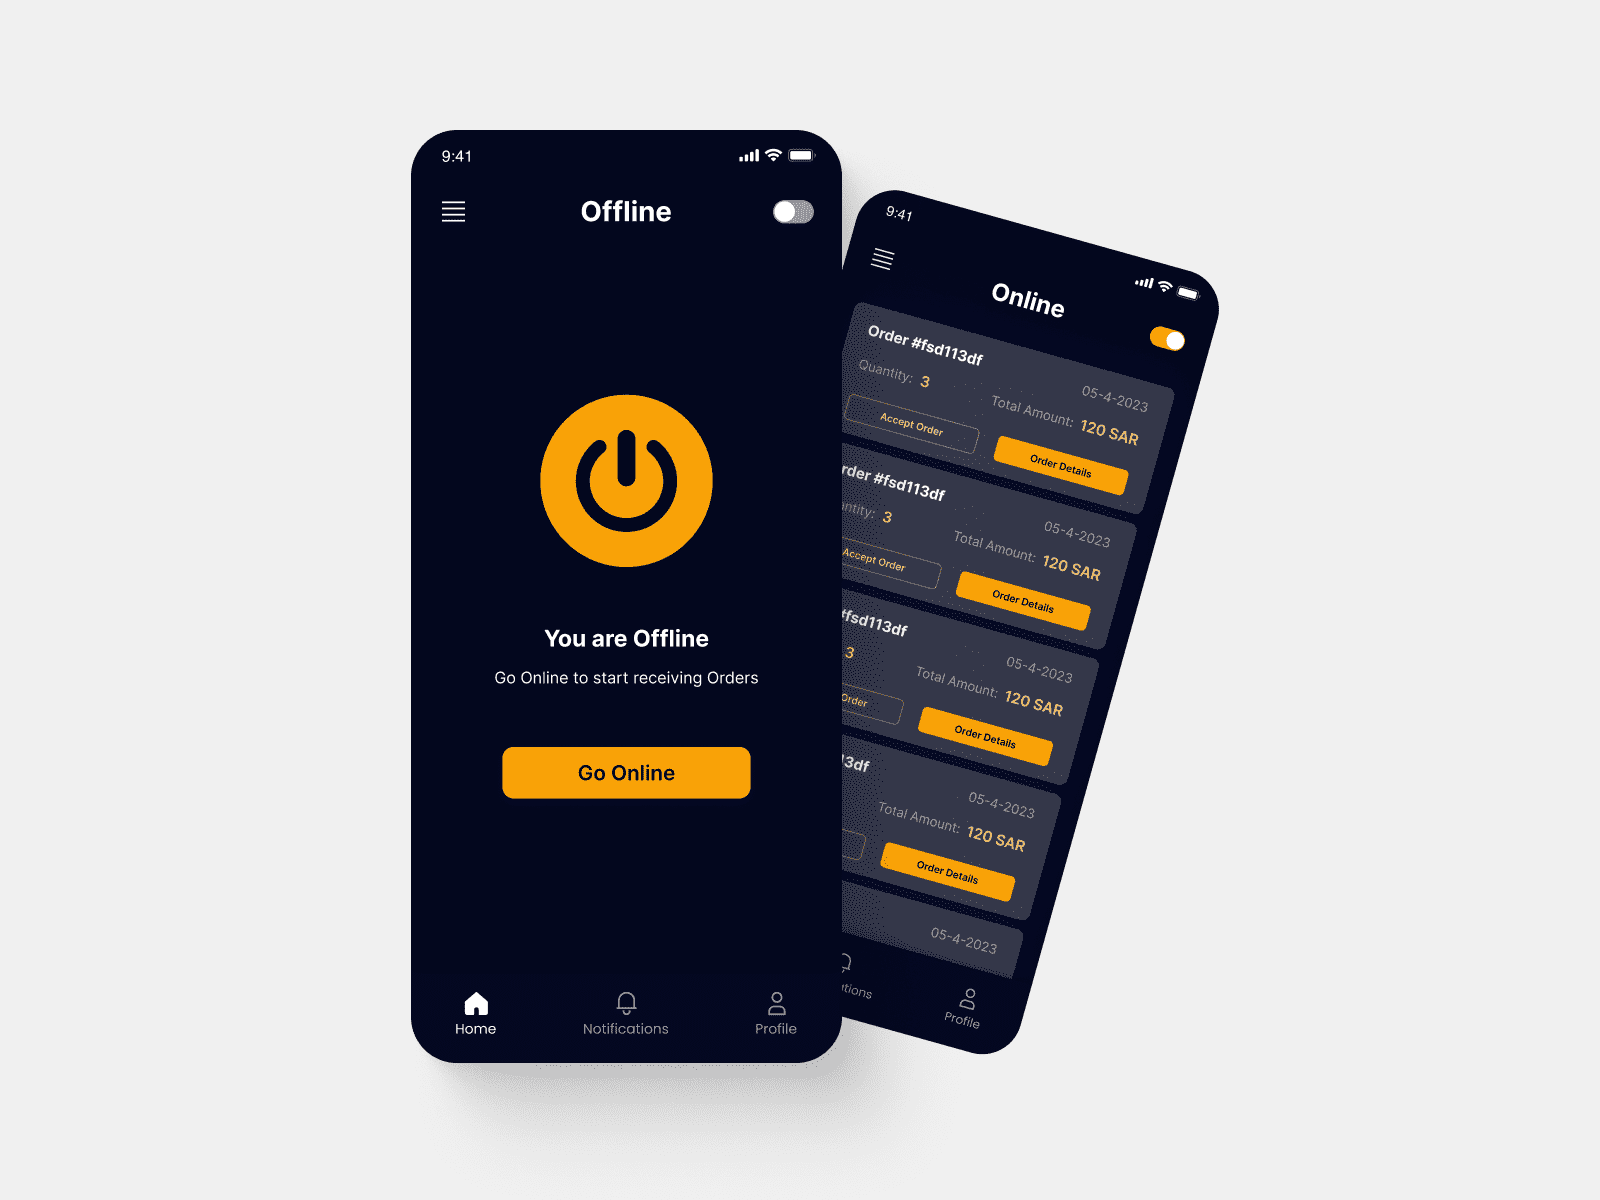 9:41
Offline
You are Offline
Go Online to start receiving Orders
Go Online
Home
Notifications
Profile
9:41
Online
Order #fsd113df
05-4-2023
Quantity: 3
Total Amount: 120 SAR
Accept Order
Order Details
rder #fsd113df
05-4-2023
ntity: 3
Total Amount: 120 SAR
Accept Order
Order Details
#fsd113df
05-4-2023
3
Total Amount: 120 SAR
Order
Order Details
13df
05-4-2023
Total Amount: 120 SAR
Order Details
05-4-2023
ations
Profile